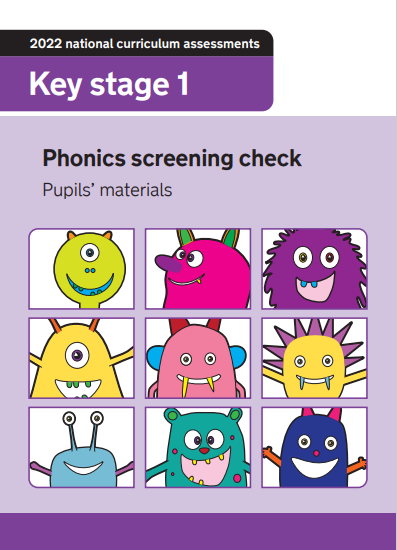 2022 national curriculum assessments
Key stage 1
Phonics screening check
Pupils’ materials